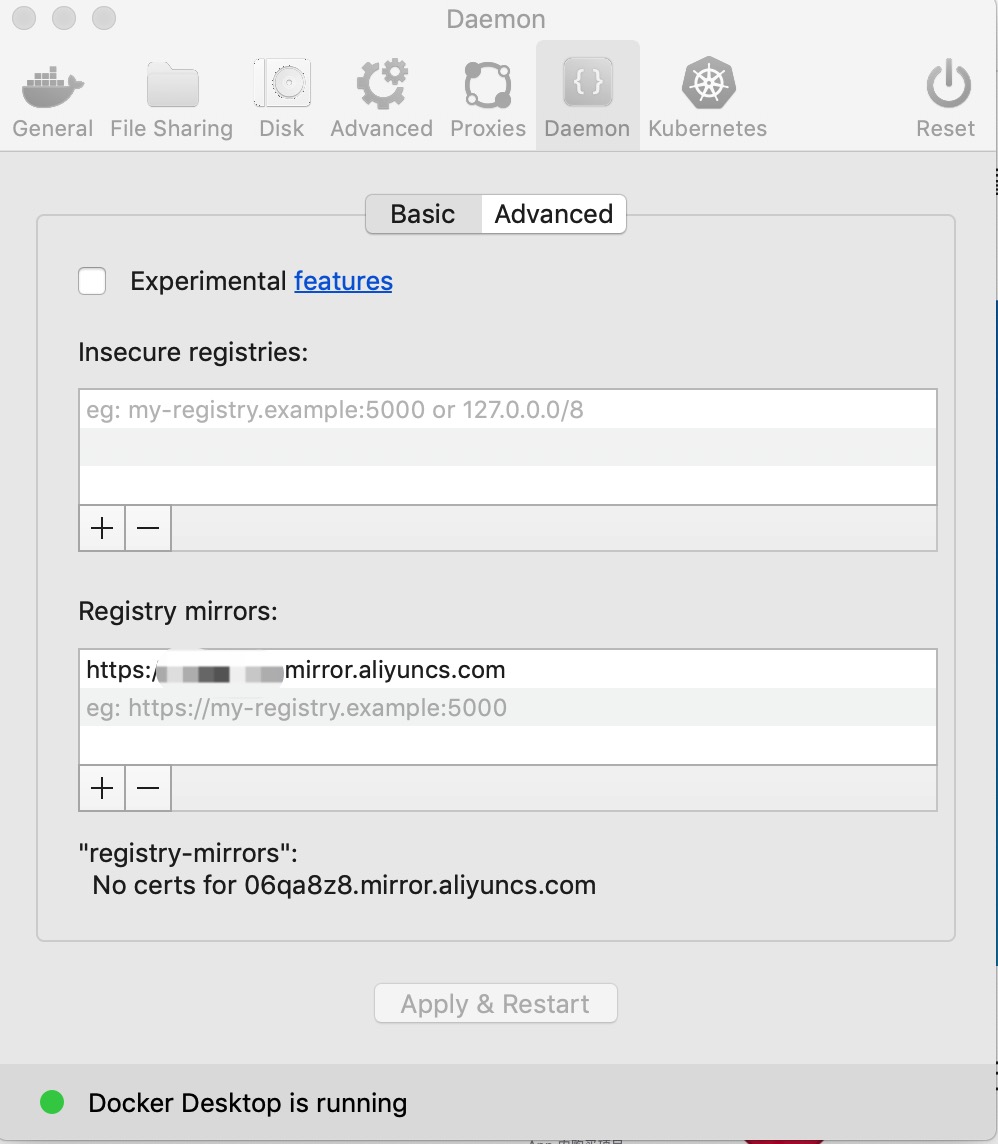 Daemon
General File Sharing Disk Advanced Proxies Daemon Kubernetes Reset
Basic Advanced
Experimental features
Insecure registries:
eg: my-registry.example:5000 or 127.0.0.0/8
Registry mirrors:
https:/ mirror.aliyuncs.com
eg: https://my-registry.example:5000
"registry-mirrors":
No certs for 06qa8z8.mirror.aliyuncs.com
Apply & Restart
Docker Desktop is running